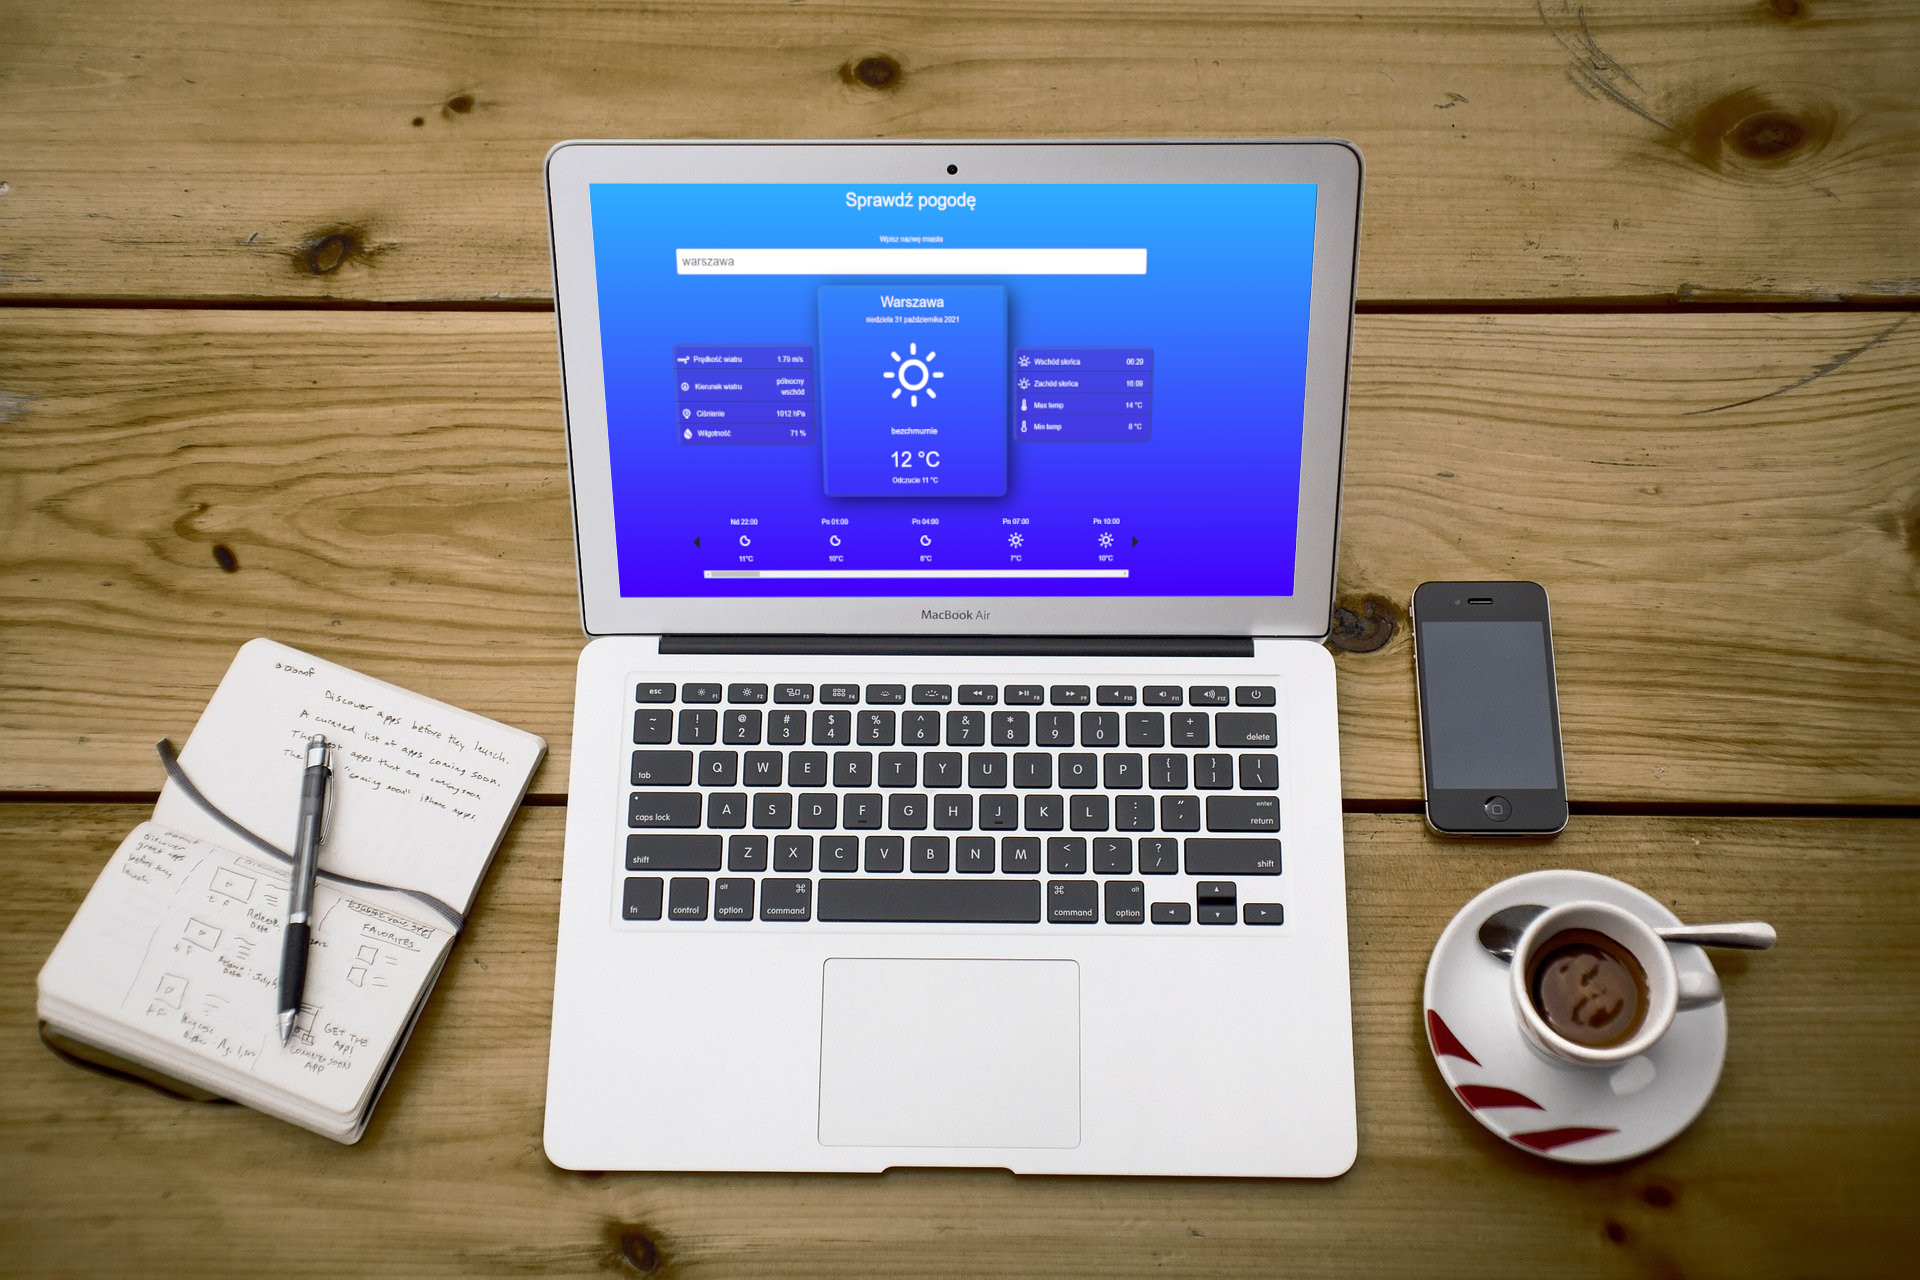 Sprawdź pogodę
Wpisz nazwę miasta
warszawa
Warszawa
niedziela 31 października 2021
bezchmurnie
12 °C
Odczucie 11 °C
Prędkość wiatru 1.79 m/s
Kierunek wiatru północny
wschód
Ciśnienie 1012 hPa
Wilgotność 71 %
Wschód słońca 06:29
Zachód słońca 16:09
Max temp 14 °C
Min temp 8 °C
Nd 22:00 Pn 01:00 Pn 04:00 Pn 07:00 Pn 10:00
11°C 10°C 8°C 7°C 10°C
MacBook Air
esc F1 F2 F3 F4 F5 F6 F7 F8 F9 F10 F11 F12
~ ! @ # $ % ^ & * ( ) _ +
` 1 2 3 4 5 6 7 8 9 0 - = delete
tab Q W E R T Y U I O P { [ } ] | \
caps lock A S D F G H J K L : ; " ' enter return
shift Z X C V B N M < , > . ? / shift
fn control alt option ⌘ command ⌘ command alt option
Discover apps before they launch.
A curated list of apps coming soon.
The best apps that are coming soon
The "coming soon" iPhone apps.
Discover
great apps
before they
launch.
Release
Date
2012
Release: July 6,
Date
FAVORITES
GET THE
App!
COMING SOON
APP